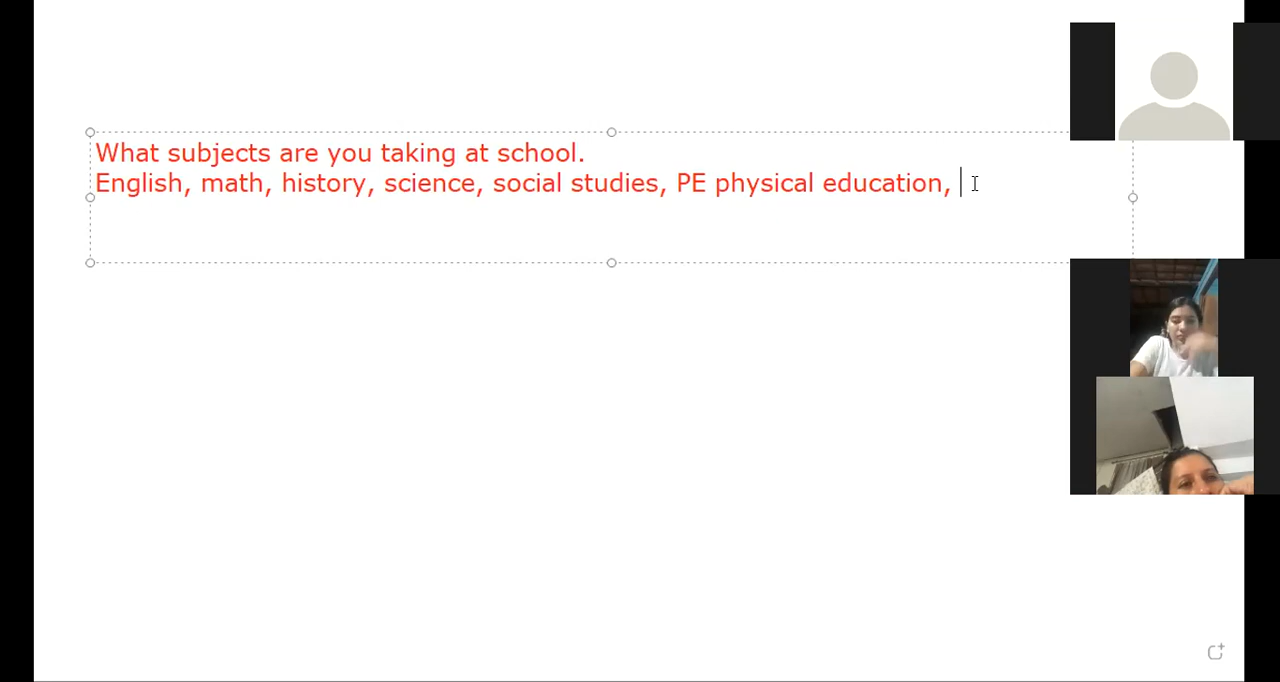 What subjects are you taking at school.
English, math, history, science, social studies, PE physical education,